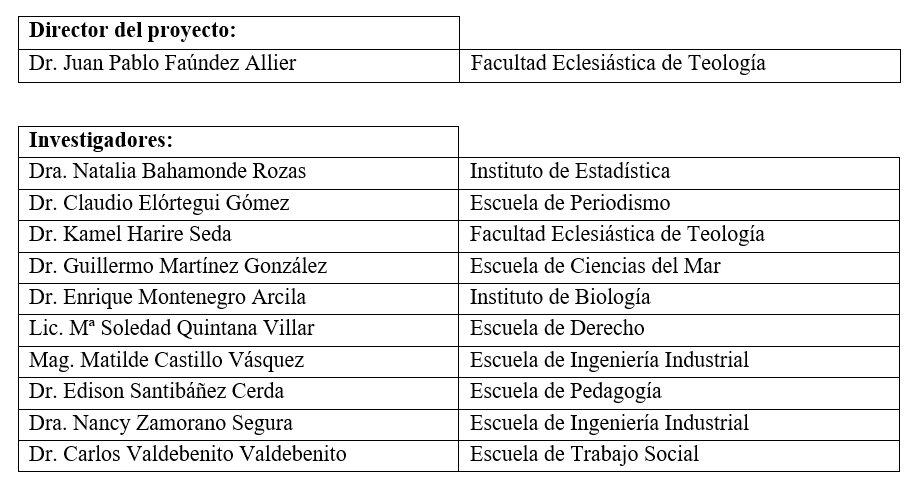 Director del proyecto:
Dr. Juan Pablo Faúndez Allier Facultad Eclesiástica de Teología
Investigadores:
Dra. Natalia Bahamonde Rozas Instituto de Estadística
Dr. Claudio Elórtegui Gómez Escuela de Periodismo
Dr. Kamel Harire Seda Facultad Eclesiástica de Teología
Dr. Guillermo Martínez González Escuela de Ciencias del Mar
Dr. Enrique Montenegro Arcila Instituto de Biología
Lic. Mª Soledad Quintana Villar Escuela de Derecho
Mag. Matilde Castillo Vásquez Escuela de Ingeniería Industrial
Dr. Edison Santibáñez Cerda Escuela de Pedagogía
Dra. Nancy Zamorano Segura Escuela de Ingeniería Industrial
Dr. Carlos Valdebenito Valdebenito Escuela de Trabajo Social